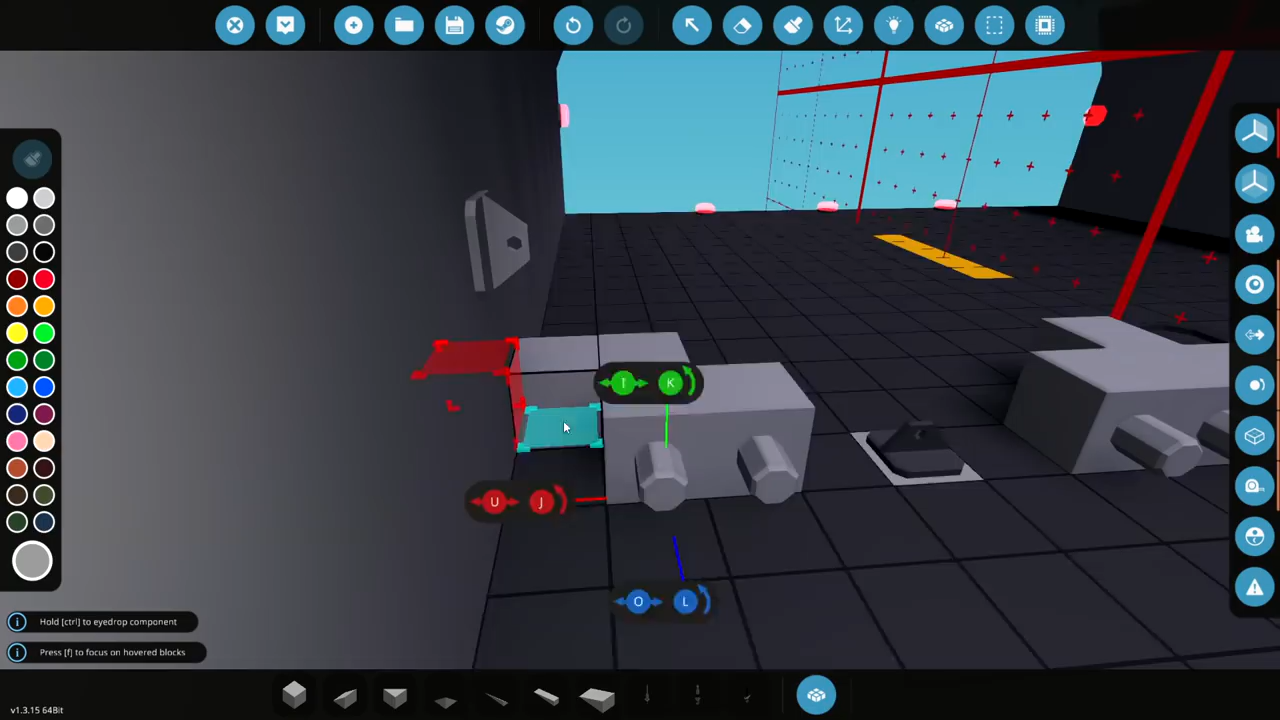 I
K
U
J
O
L
Hold [ctrl] to eyedrop component
Press [f] to focus on hovered blocks
v1.3.15 64Bit